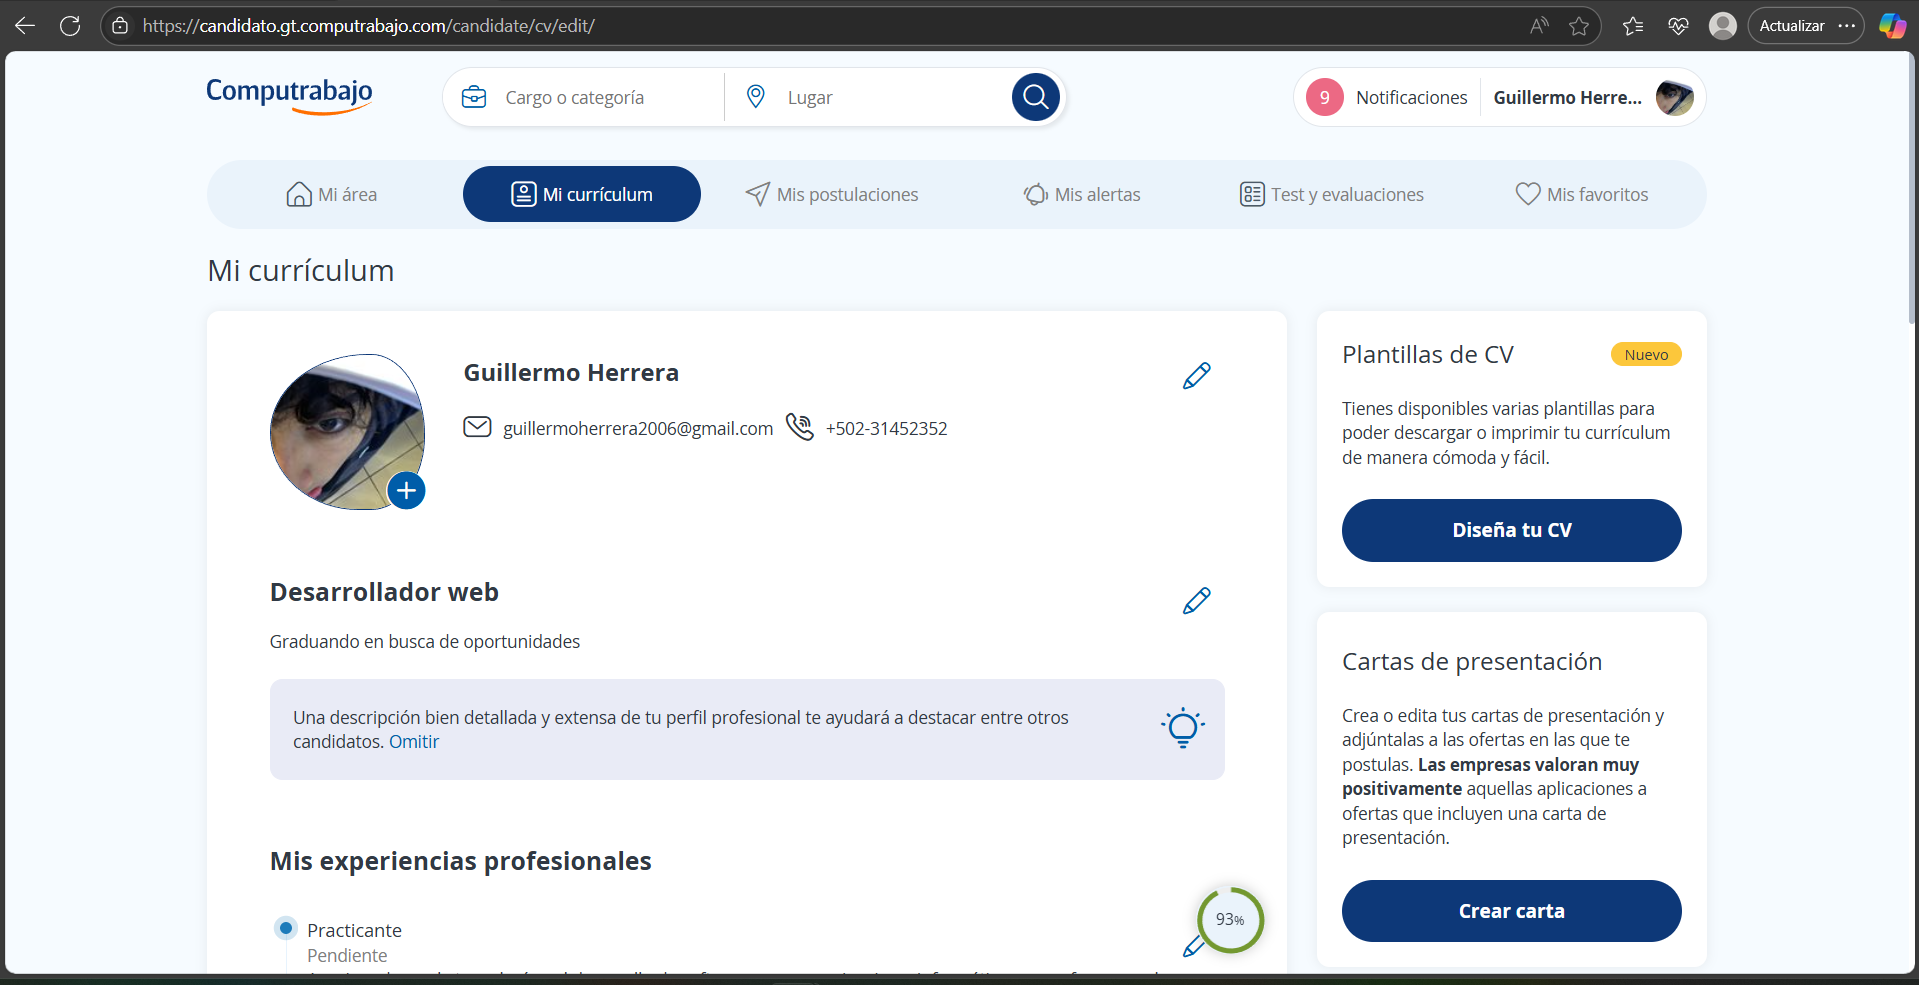 https://candidato.gt.computrabajo.com/candidate/cv/edit/
Actualizar
Computrabajo
Cargo o categoría
Lugar
9
Notificaciones
Guillermo Herre...
Mi área
Mi currículum
Mis postulaciones
Mis alertas
Test y evaluaciones
Mis favoritos
Mi currículum
Guillermo Herrera
guillermoherrera2006@gmail.com
+502-31452352
Desarrollador web
Graduando en busca de oportunidades
Una descripción bien detallada y extensa de tu perfil profesional te ayudará a destacar entre otros
candidatos. Omitir
Mis experiencias profesionales
Practicante
Pendiente
93%
Plantillas de CV
Nuevo
Tienes disponibles varias plantillas para
poder descargar o imprimir tu currículum
de manera cómoda y fácil.
Diseña tu CV
Cartas de presentación
Crea o edita tus cartas de presentación y
adjúntalas a las ofertas en las que te
postulas. Las empresas valoran muy
positivamente aquellas aplicaciones a
ofertas que incluyen una carta de
presentación.
Crear carta